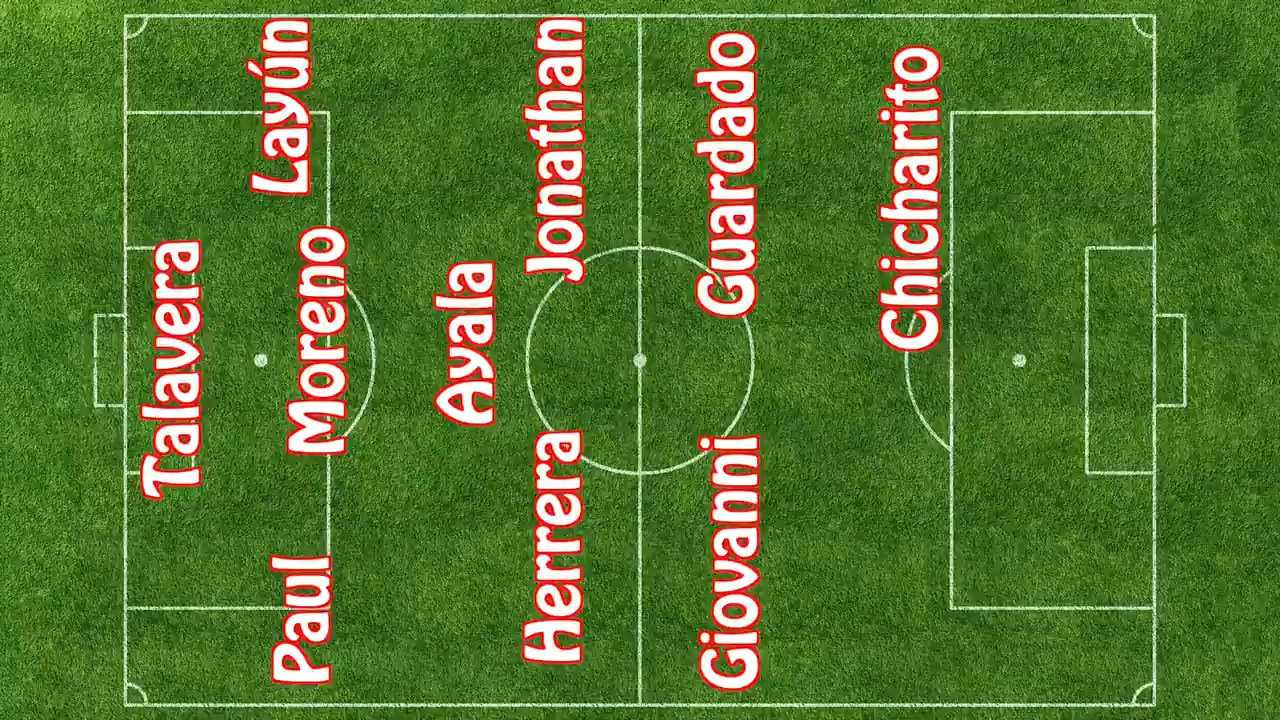 Talavera
Layún
Moreno
Paul
Ayala
Jonathan
Herrera
Guardado
Giovanni
Chicharito